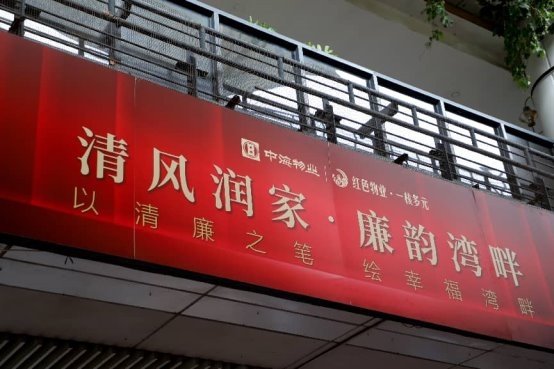 中海物业 红色物业·一核多元
清风润家·廉韵湾畔
以清廉之笔 绘幸福湾畔